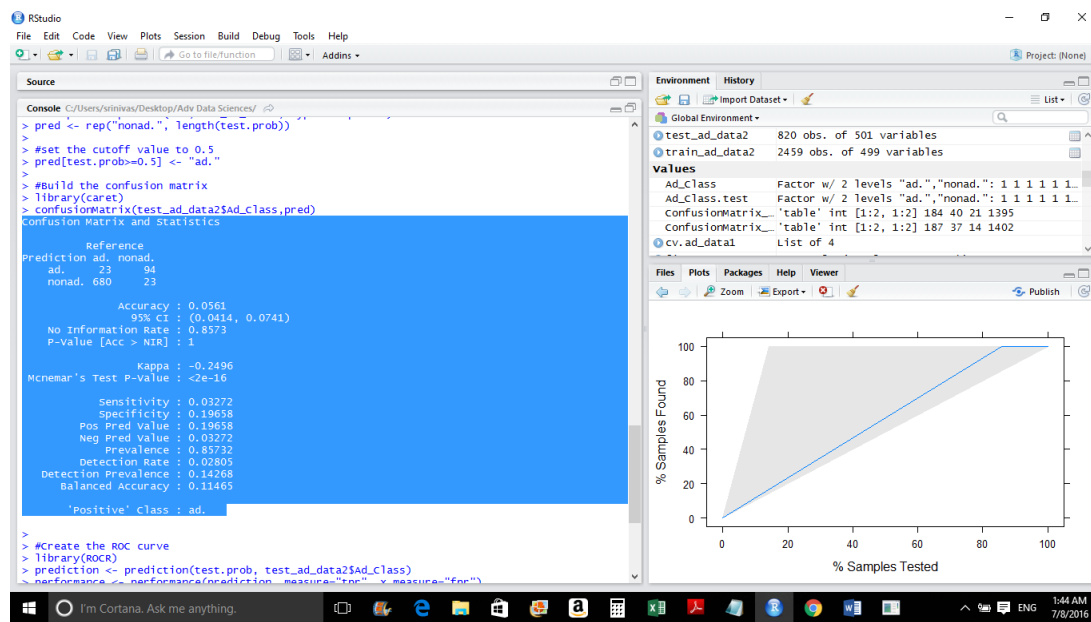 RStudio
File Edit Code View Plots Session Build Debug Tools Help
Go to file/function Addins Project: (None)
Source
Console C:/Users/srinivas/Desktop/Adv Data Sciences/
> pred <- rep("nonad.", length(test.prob))
>
> #set the cutoff value to 0.5
> pred[test.prob>=0.5] <- "ad."
>
> #Build the confusion matrix
> library(caret)
> confusionMatrix(test_ad_data2$Ad_Class,pred)
Confusion Matrix and Statistics
Reference
Prediction ad. nonad.
ad. 23 94
nonad. 680 23
Accuracy : 0.0561
95% CI : (0.0414, 0.0741)
No Information Rate : 0.8573
P-Value [Acc > NIR] : 1
Kappa : -0.2496
Mcnemar's Test P-Value : <2e-16
Sensitivity : 0.03272
Specificity : 0.19658
Pos Pred Value : 0.19658
Neg Pred Value : 0.03272
Prevalence : 0.85732
Detection Rate : 0.02805
Detection Prevalence : 0.14268
Balanced Accuracy : 0.11465
'Positive' Class : ad.
>
> #Create the ROC curve
> library(ROCR)
> prediction <- prediction(test.prob, test_ad_data2$Ad_Class)
> performance <- performance(prediction, measure="tpr", x.measure="fpr")
Environment History
Import Dataset List
Global Environment
test_ad_data2 820 obs. of 501 variables
train_ad_data2 2459 obs. of 499 variables
Values
Ad_Class Factor w/ 2 levels "ad.","nonad.": 1 1 1 1 1 1…
Ad_Class.test Factor w/ 2 levels "ad.","nonad.": 1 1 1 1 1 1…
ConfusionMatrix_… 'table' int [1:2, 1:2] 184 40 21 1395
ConfusionMatrix_… 'table' int [1:2, 1:2] 187 37 14 1402
cv.ad_data1 List of 4
Files Plots Packages Help Viewer
Zoom Export Publish
100
80
60
40
20
0
% Samples Found
0 20 40 60 80 100
% Samples Tested
I'm Cortana. Ask me anything.
ENG
1:44 AM
7/8/2016